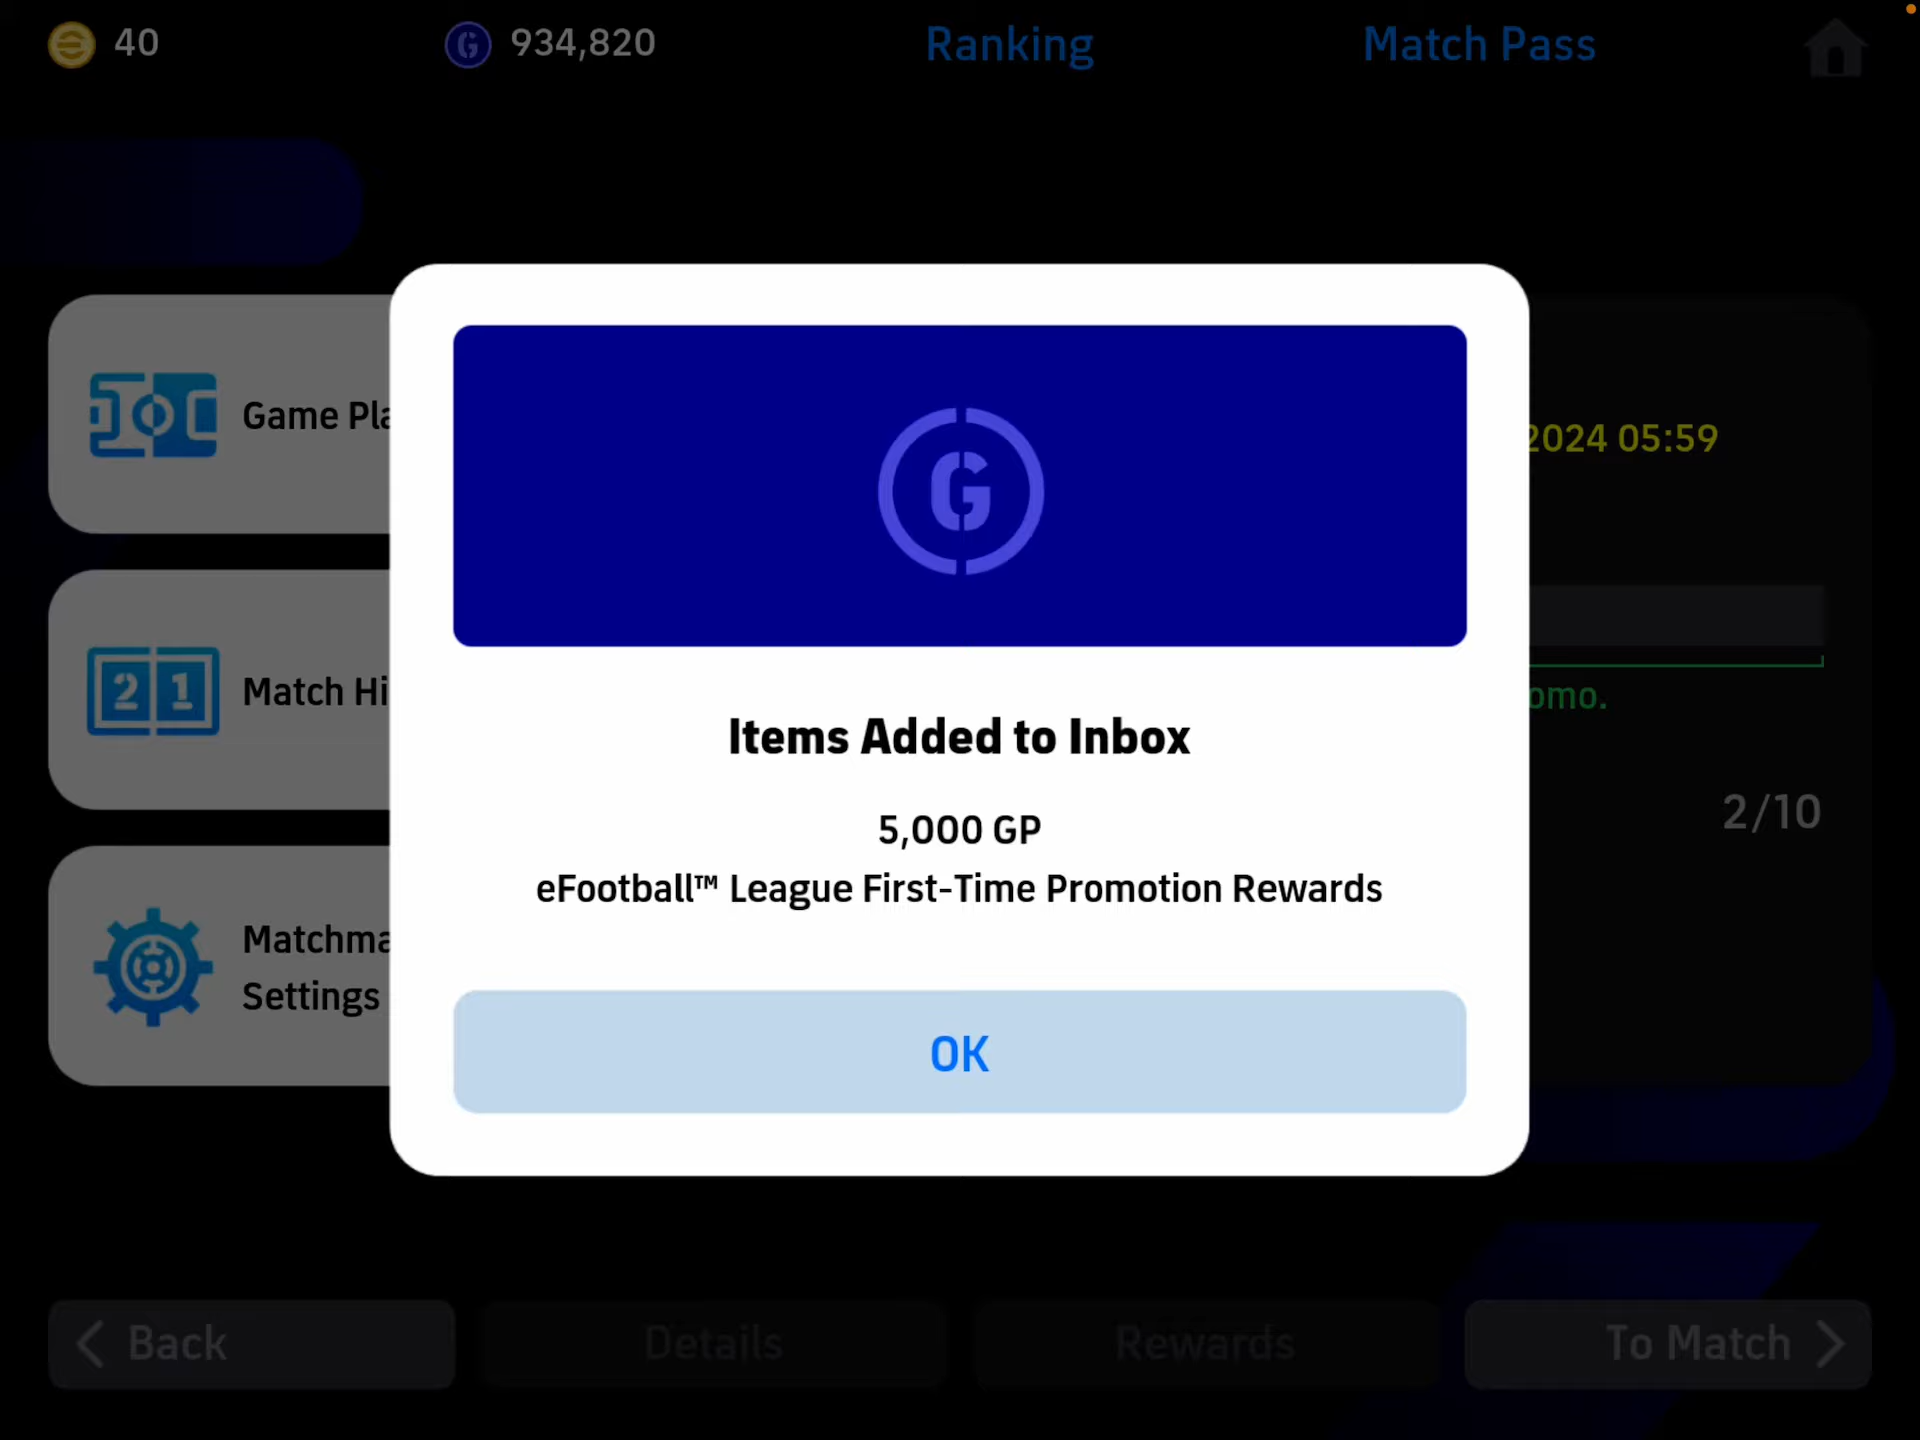 40
934,820
Ranking
Match Pass
Game Pla
2024 05:59
Match Hi
omo.
2/10
Matchma
Settings
G
Items Added to Inbox
5,000 GP
eFootball™ League First-Time Promotion Rewards
OK
Back
Details
Rewards
To Match